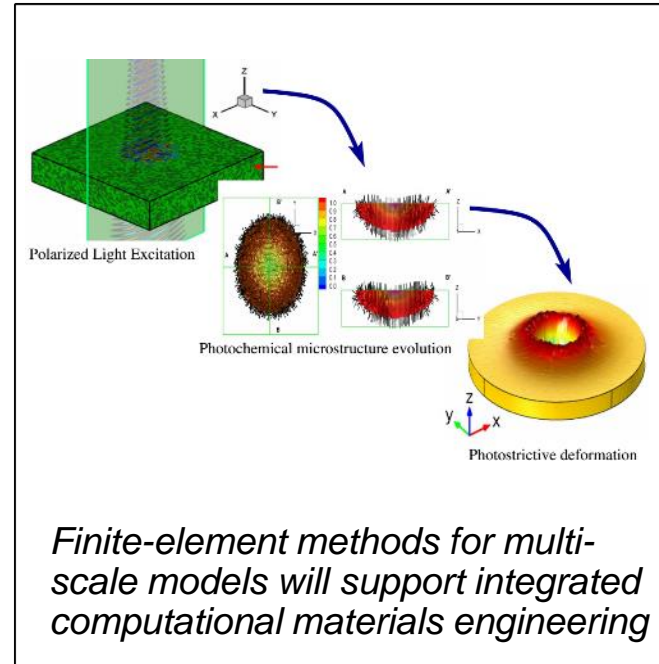 Z
X
Y
Polarized Light Excitation
A
A'
B'
A
A'
B
Z
X
B
B'
Z
Y
Photochemical microstructure evolution
Z
y
X
Photostrictive deformation
Finite-element methods for multi-
scale models will support integrated
computational materials engineering